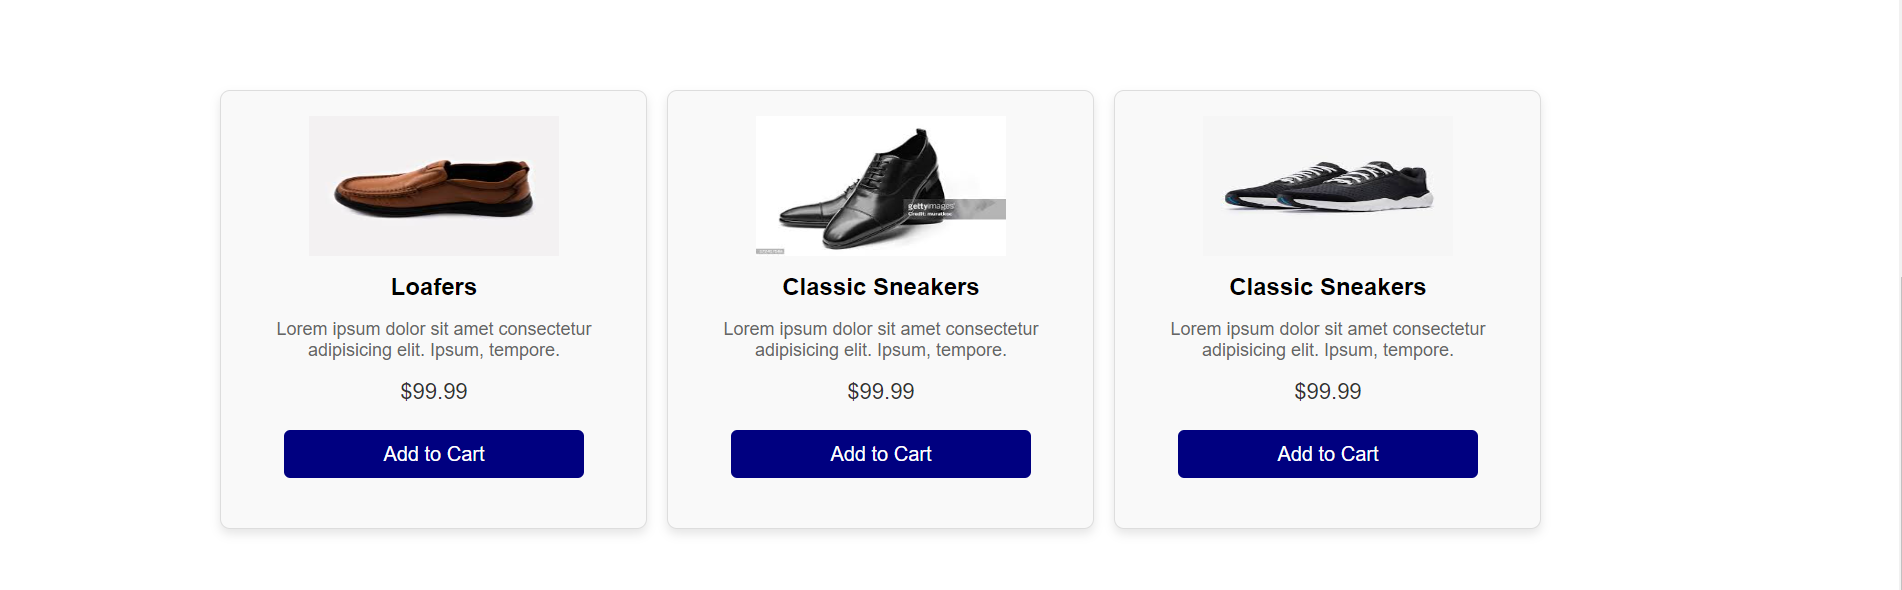 gettyimages
Credit: muratkoc
Loafers
Lorem ipsum dolor sit amet consectetur
adipisicing elit. Ipsum, tempore.
$99.99
Add to Cart
Classic Sneakers
Lorem ipsum dolor sit amet consectetur
adipisicing elit. Ipsum, tempore.
$99.99
Add to Cart
Classic Sneakers
Lorem ipsum dolor sit amet consectetur
adipisicing elit. Ipsum, tempore.
$99.99
Add to Cart